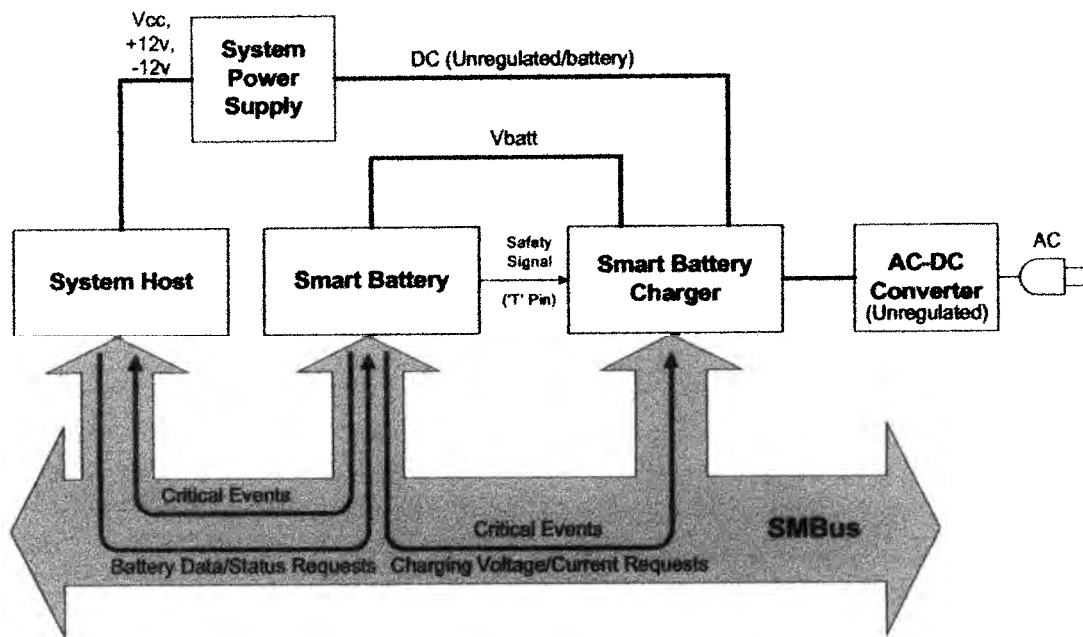 Vcc,
+12v,
-12v
System
Power
Supply
DC (Unregulated/battery)
Vbatt
System Host
Smart Battery
Safety
Signal
('T' Pin)
Smart Battery
Charger
AC-DC
Converter
(Unregulated)
AC
Critical Events
Battery Data/Status Requests
Critical Events
Charging Voltage/Current Requests
SMBus